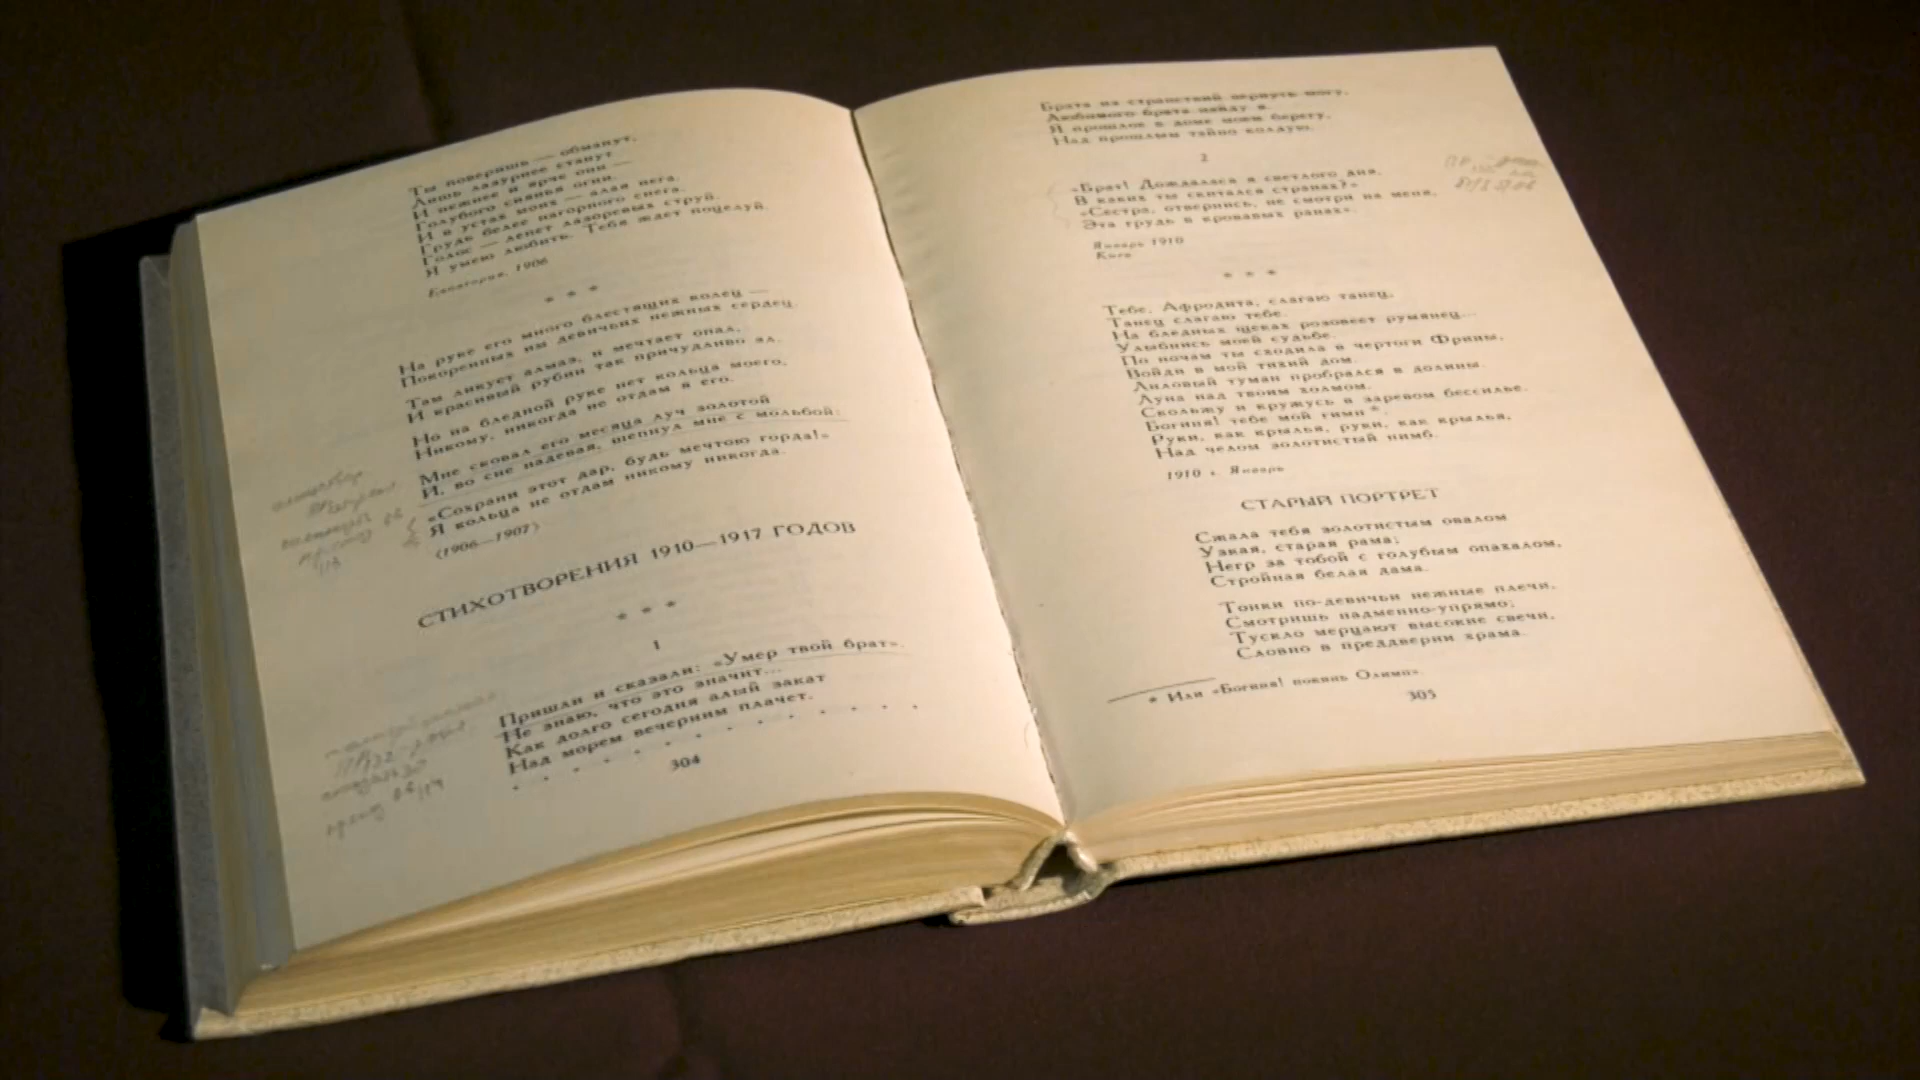 Ты поверишь — обманут,
Лишь лазурнее станут
И нежнее и ярче они —
Голубого сиянья огни.
И в устах моих — алая нега.
Грудь белее нагорного снега.
Голос — лепет лазоревых струй.
Я умею любить. Тебя ждет поцелуй.
Евпатория, 1906
* * *
На руке его много блестящих колец —
Покоренных им девичьих нежных сердец.
Там ликует алмаз, и мечтает опал,
И красивый рубин так причудливо ал.
Но на бледной руке нет кольца моего,
Никому, никогда не отдам я его.
Мне сковал его месяца луч золотой
И, во сне надевая, шепнул мне с мольбой:
«Сохрани этот дар, будь мечтою горда!»
Я кольца не отдам никому никогда.
(1906—1907)
СТИХОТВОРЕНИЯ 1910—1917 ГОДОВ
* * *
1
Пришли и сказали: «Умер твой брат».
Не знаю, что это значит...
Как долго сегодня алый закат
Над морем вечерним плачет.
. . . . . . . . . . . . . .
304
Брата из странствий вернуть могу,
Любимого брата найду я.
Я прошлое в доме моем берегу,
Над прошлым тайно колдую.
2
«Брат! Дождалась я светлого дня.
В каких ты скитался странах?»
«Сестра, отвернись, не смотри на меня,
Эта грудь в кровавых ранах».
Январь 1910
Киев
* * *
Тебе, Афродита, слагаю танец,
Танец слагаю тебе.
На бледных щеках розовеет румянец...
Улыбнись моей судьбе.
По ночам ты сходила в чертоги Фрины,
Войди в мой тихий дом.
Лиловый туман пробрался в долины.
Луна над твоим холмом.
Скольжу и кружусь в заревом бессилье.
Богиня! тебе мой гимн *.
Руки, как крылья, руки, как крылья,
Над челом золотистый нимб.
1910 г. Январь
СТАРЫЙ ПОРТРЕТ
Сжала тебя золотистым овалом
Узкая, старая рама;
Негр за тобой с голубым опахалом,
Стройная белая дама.
Тонки по-девичьи нежные плечи,
Смотришь надменно-упрямо;
Тускло мерцают высокие свечи,
Словно в преддверии храма.
* Или «Богиня! покинь Олимп».
305